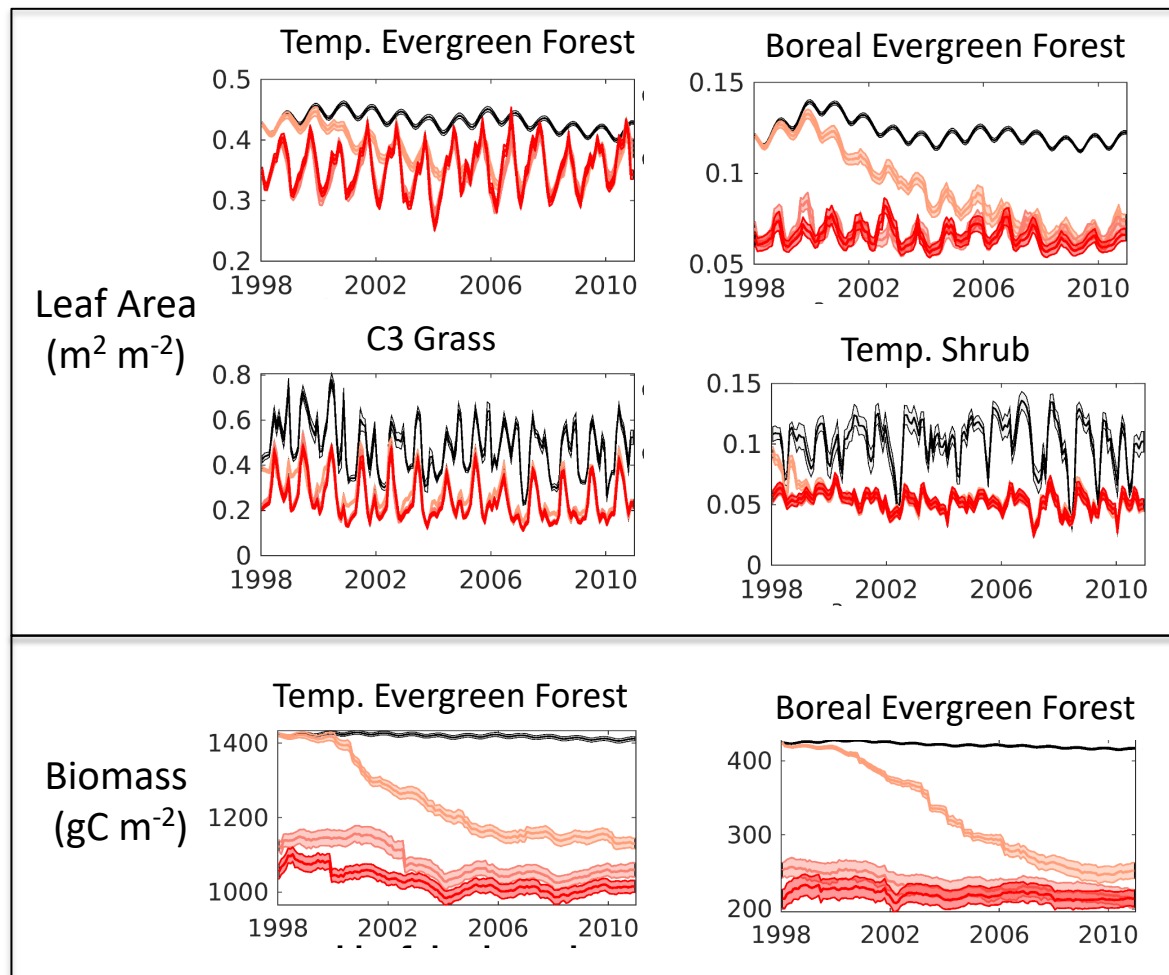 Temp. Evergreen Forest
Boreal Evergreen Forest
0.5
0.4
0.3
0.2
1998 2002 2006 2010
0.15
0.1
0.05
1998 2002 2006 2010
Leaf Area
(m² m⁻²)
C3 Grass
Temp. Shrub
0.8
0.6
0.4
0.2
0
1998 2002 2006 2010
0.15
0.1
0.05
0
1998 2002 2006 2010
Temp. Evergreen Forest
Boreal Evergreen Forest
Biomass
(gC m⁻²)
1400
1200
1000
1998 2002 2006 2010
400
300
200
1998 2002 2006 2010